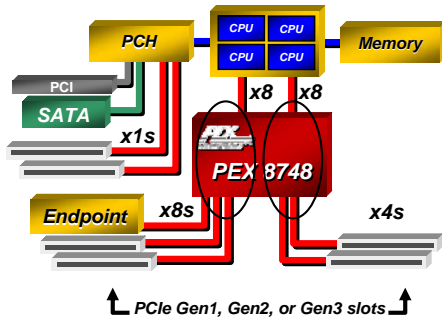 PCH
CPU
CPU
CPU
CPU
Memory
PCI
SATA
x8
x8
x1s
PLX
PEX 8748
Endpoint
x8s
x4s
PCIe Gen1, Gen2, or Gen3 slots